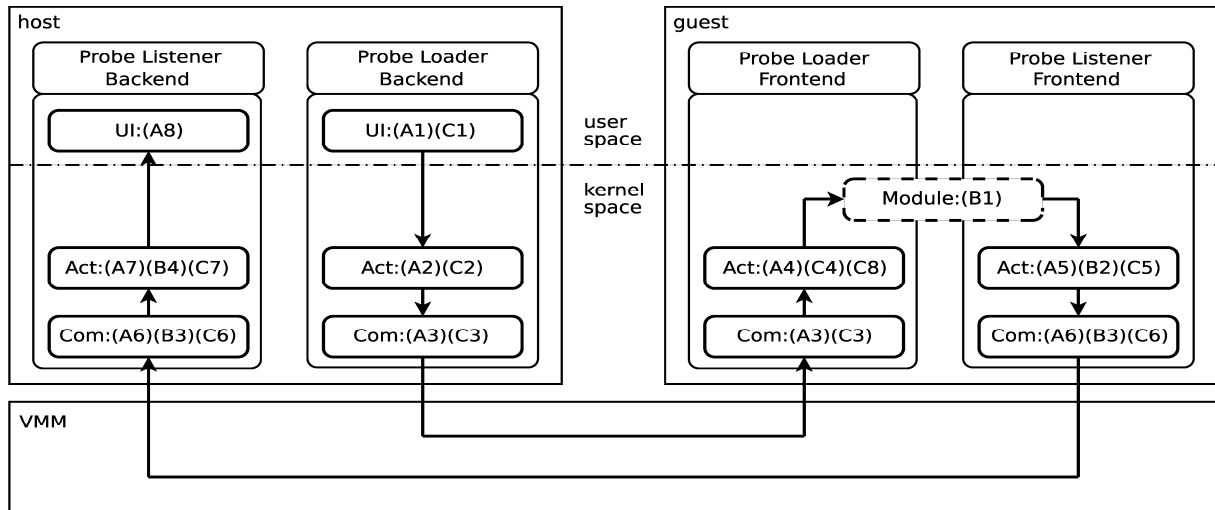 host
Probe Listener
Backend
UI:(A8)
Act:(A7)(B4)(C7)
Com:(A6)(B3)(C6)
Probe Loader
Backend
UI:(A1)(C1)
Act:(A2)(C2)
Com:(A3)(C3)
user
space
kernel
space
guest
Probe Loader
Frontend
Module:(B1)
Act:(A4)(C4)(C8)
Com:(A3)(C3)
Probe Listener
Frontend
Act:(A5)(B2)(C5)
Com:(A6)(B3)(C6)
VMM